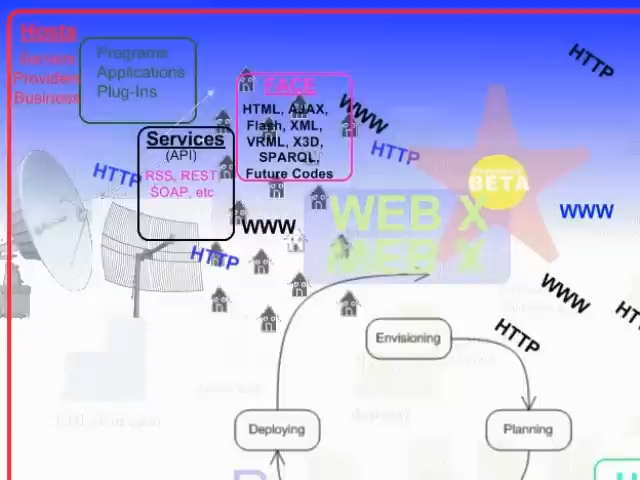 Hosts
Service
Providers
Business
Programs
Applications
Plug-Ins
FACE
HTML, AJAX,
Flash, XML,
VRML, X3D,
SPARQL,
Future Codes
Services
(API)
RSS, REST,
SOAP, etc
HTTP
WWW
HTTP
HTTP
WWW
HTTP
BETA
WWW
WEB X
WEB X
WWW
HTTP
Envisioning
Deploying
Planning